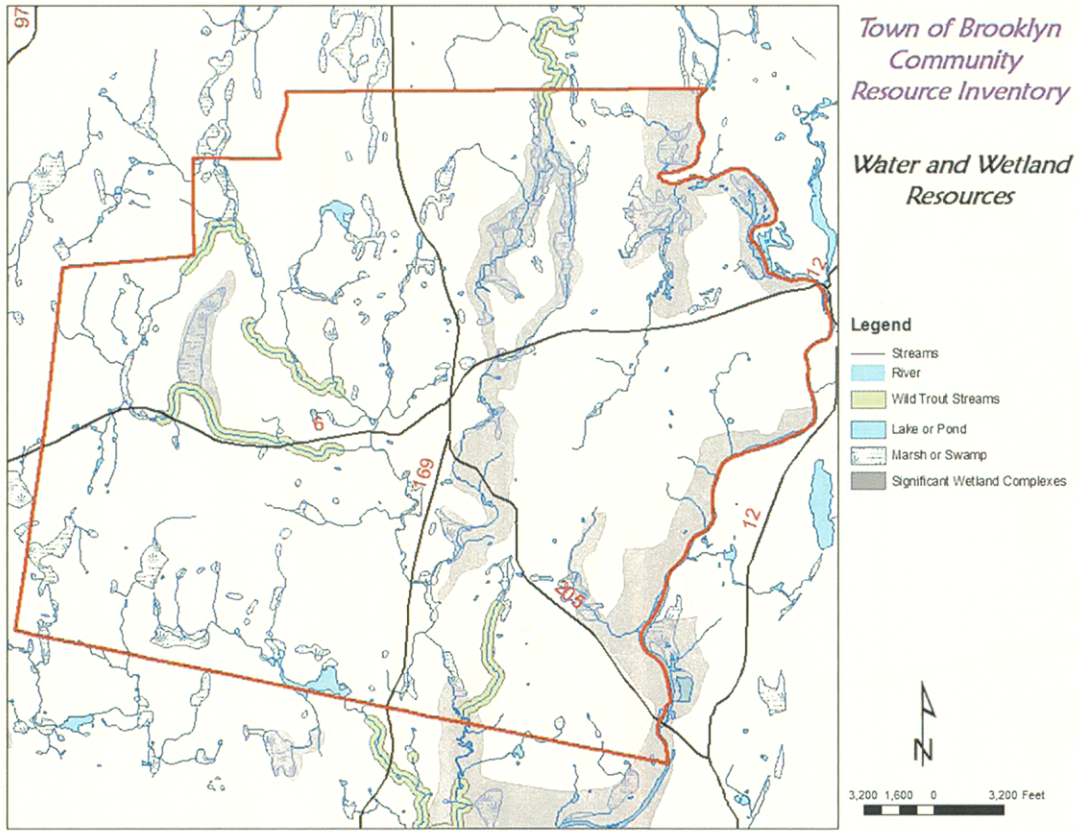 Town of Brooklyn
Community
Resource Inventory
Water and Wetland
Resources
97
12
6
169
12
205
Legend
Streams
River
Wild Trout Streams
Lake or Pond
Marsh or Swamp
Significant Wetland Complexes
N
3,200 1,600 0 3,200 Feet